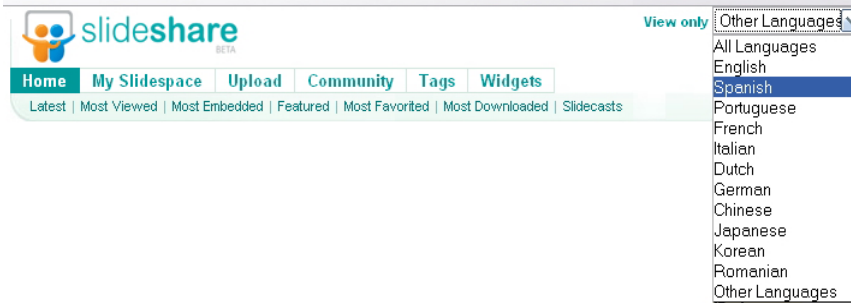 slideshare
BETA
View only Other Languages
Home My Slidespace Upload Community Tags Widgets
Latest | Most Viewed | Most Embedded | Featured | Most Favorited | Most Downloaded | Slidecasts
All Languages
English
Spanish
Portuguese
French
Italian
Dutch
German
Chinese
Japanese
Korean
Romanian
Other Languages